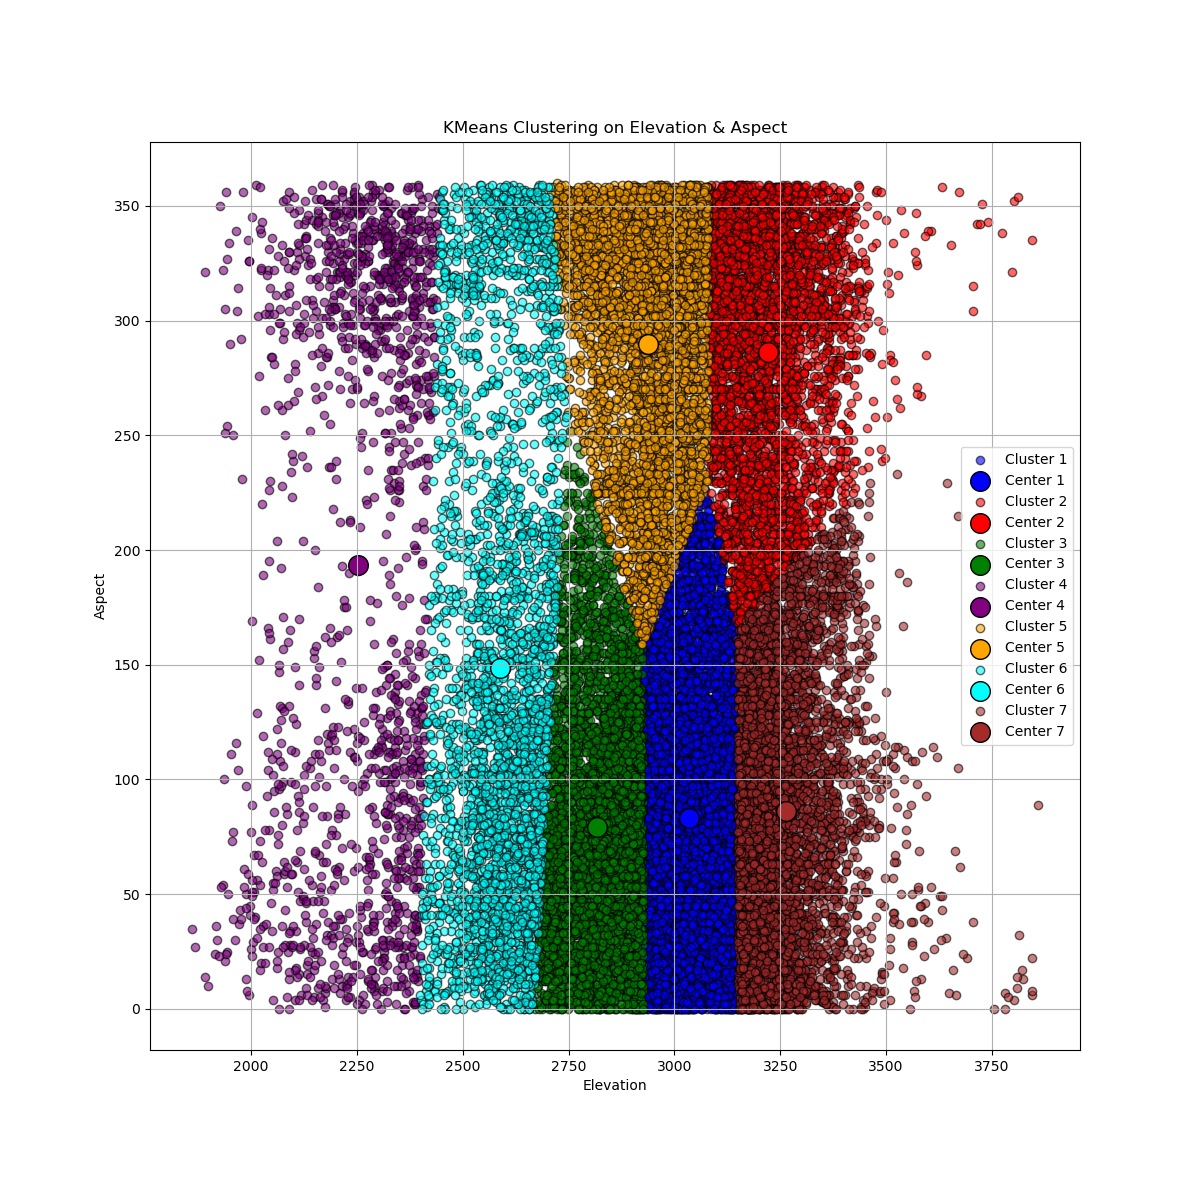 KMeans Clustering on Elevation & Aspect
350
300
250
200
150
100
50
0
Aspect
2000 2250 2500 2750 3000 3250 3500 3750
Elevation
Cluster 1
Center 1
Cluster 2
Center 2
Cluster 3
Center 3
Cluster 4
Center 4
Cluster 5
Center 5
Cluster 6
Center 6
Cluster 7
Center 7